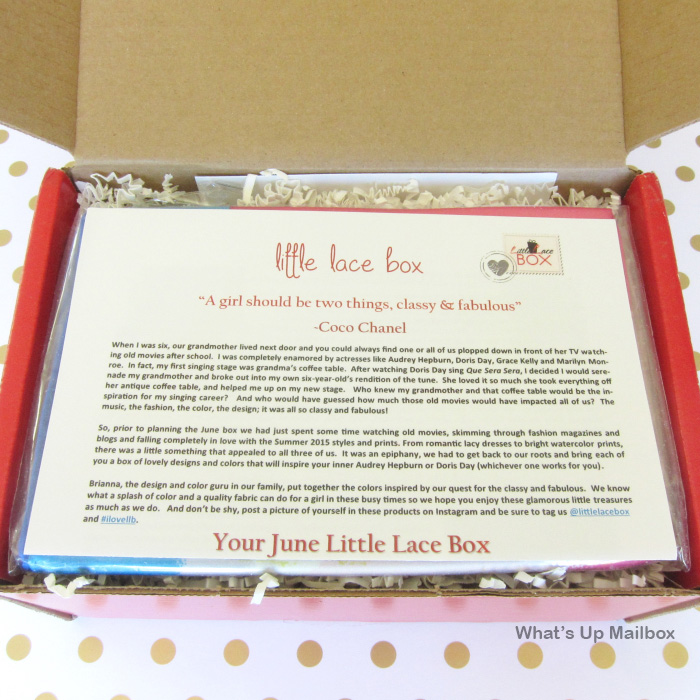 little lace box
Little Lace
BOX
“A girl should be two things, classy & fabulous”
-Coco Chanel
When I was six, our grandmother lived next door and you could always find one or all of us plopped down in front of her TV watch-
ing old movies after school.  I was completely enamored by actresses like Audrey Hepburn, Doris Day, Grace Kelly and Marilyn Mon-
roe.  In fact, my first singing stage was grandma’s coffee table.  After watching Doris Day sing Que Sera Sera, I decided I would sere-
nade my grandmother and broke out into my own six-year-old’s rendition of the tune.  She loved it so much she took everything off
her antique coffee table, and helped me up on my new stage.  Who knew my grandmother and that coffee table would be the in-
spiration for my singing career?  And who would have guessed how much those old movies would have impacted all of us?  The
music, the fashion, the color, the design; it was all so classy and fabulous!
So, prior to planning the June box we had just spent some time watching old movies, skimming through fashion magazines and
blogs and falling completely in love with the Summer 2015 styles and prints. From romantic lacy dresses to bright watercolor prints,
there was a little something that appealed to all three of us.  It was an epiphany, we had to get back to our roots and bring each of
you a box of lovely designs and colors that will inspire your inner Audrey Hepburn or Doris Day (whichever one works for you).
Brianna, the design and color guru in our family, put together the colors inspired by our quest for the classy and fabulous.  We know
what a splash of color and a quality fabric can do for a girl in these busy times so we hope you enjoy these glamorous little treasures
as much as we do.  And don’t be shy, post a picture of yourself in these products on Instagram and be sure to tag us @littlelacebox
and #ilovellb.
Your June Little Lace Box
What's Up Mailbox